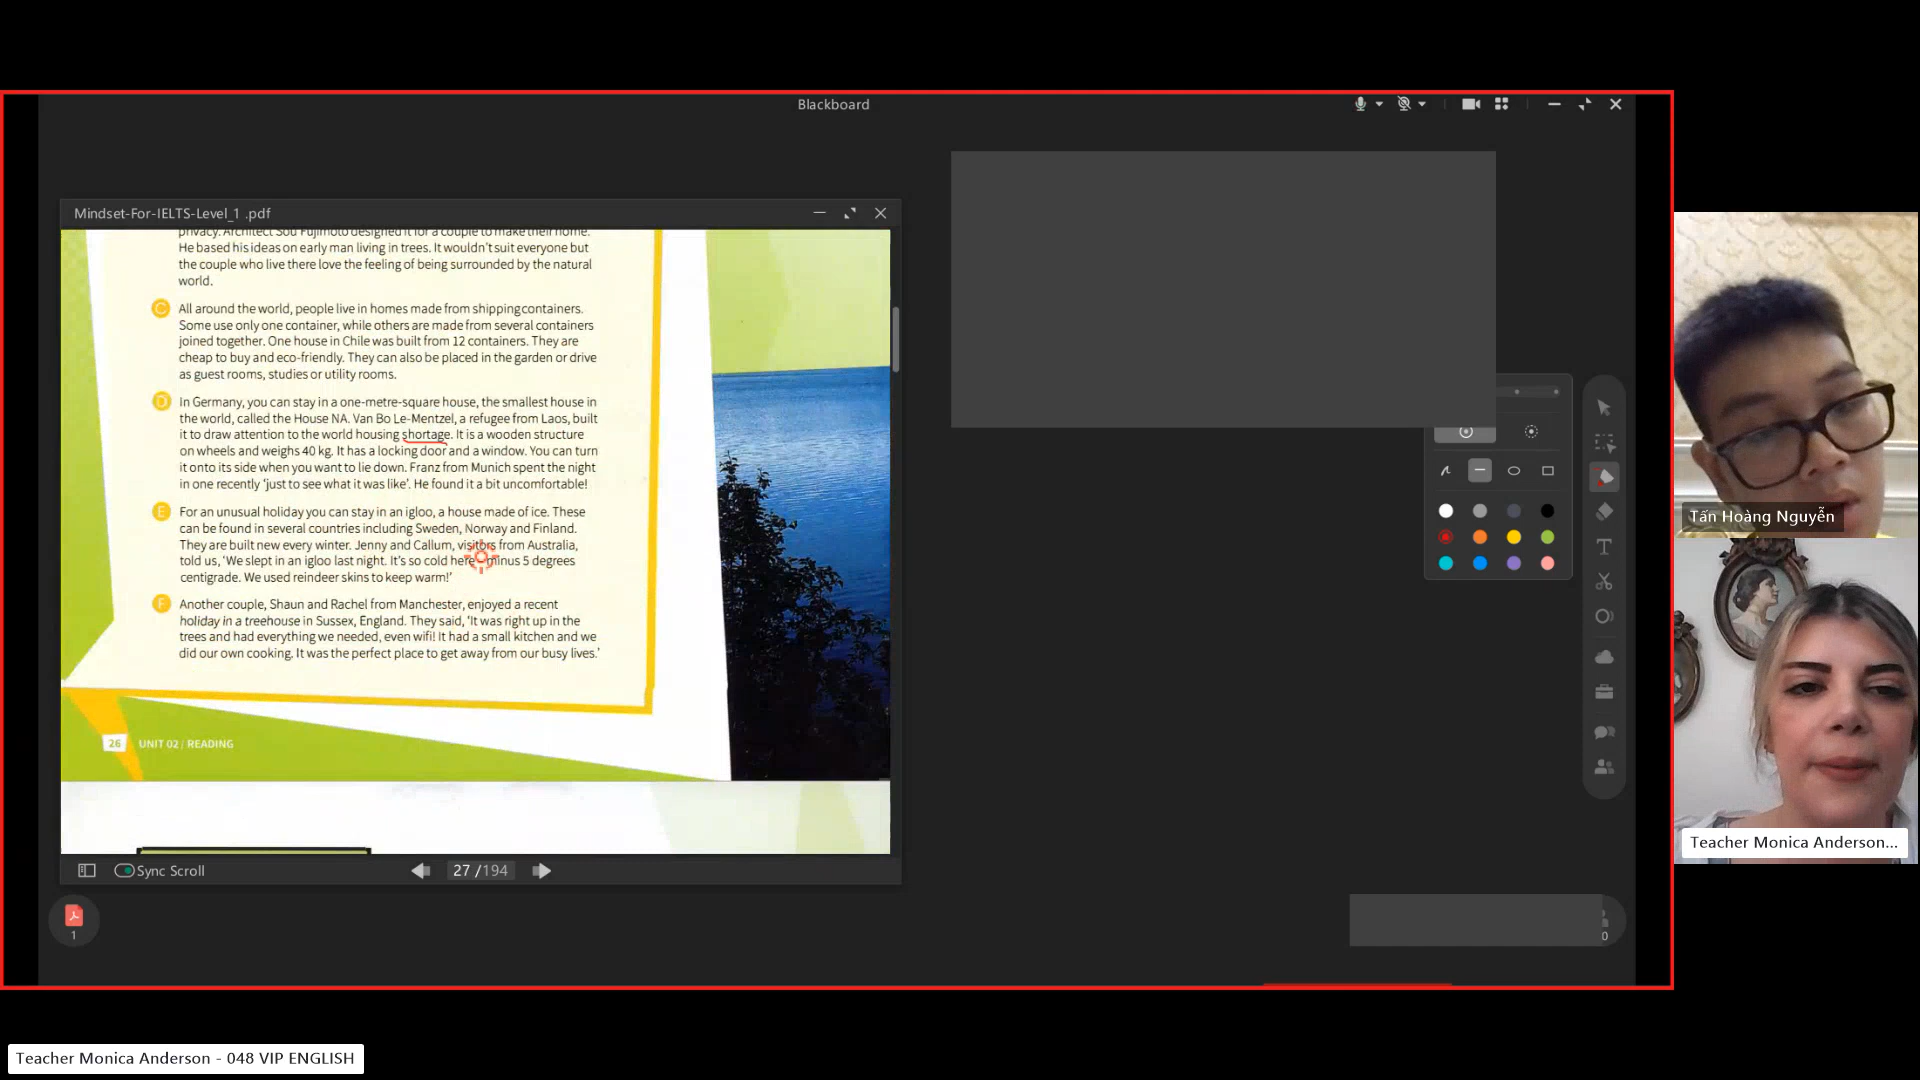 Blackboard
Mindset-For-IELTS-Level_1 .pdf
privacy. Architect Sou Fujimoto designed it for a couple to make their home.
He based his ideas on early man living in trees. It wouldn't suit everyone but
the couple who live there love the feeling of being surrounded by the natural
world.
C All around the world, people live in homes made from shipping containers.
Some use only one container, while others are made from several containers
joined together. One house in Chile was built from 12 containers. They are
cheap to buy and eco-friendly. They can also be placed in the garden or drive
as guest rooms, studies or utility rooms.
D In Germany, you can stay in a one-metre-square house, the smallest house in
the world, called the House NA. Van Bo Le-Mentzel, a refugee from Laos, built
it to draw attention to the world housing shortage. It is a wooden structure
on wheels and weighs 40 kg. It has a locking door and a window. You can turn
it onto its side when you want to lie down. Franz from Munich spent the night
in one recently 'just to see what it was like'. He found it a bit uncomfortable!
E For an unusual holiday you can stay in an igloo, a house made of ice. These
can be found in several countries including Sweden, Norway and Finland.
They are built new every winter. Jenny and Callum, visitors from Australia,
told us, 'We slept in an igloo last night. It's so cold here minus 5 degrees
centigrade. We used reindeer skins to keep warm!'
F Another couple, Shaun and Rachel from Manchester, enjoyed a recent
holiday in a treehouse in Sussex, England. They said, 'It was right up in the
trees and had everything we needed, even wifi! It had a small kitchen and we
did our own cooking. It was the perfect place to get away from our busy lives.'
26 UNIT 02 / READING
Sync Scroll
27 /194
1
0
Tấn Hoàng Nguyễn
Teacher Monica Anderson...
Teacher Monica Anderson - 048 VIP ENGLISH